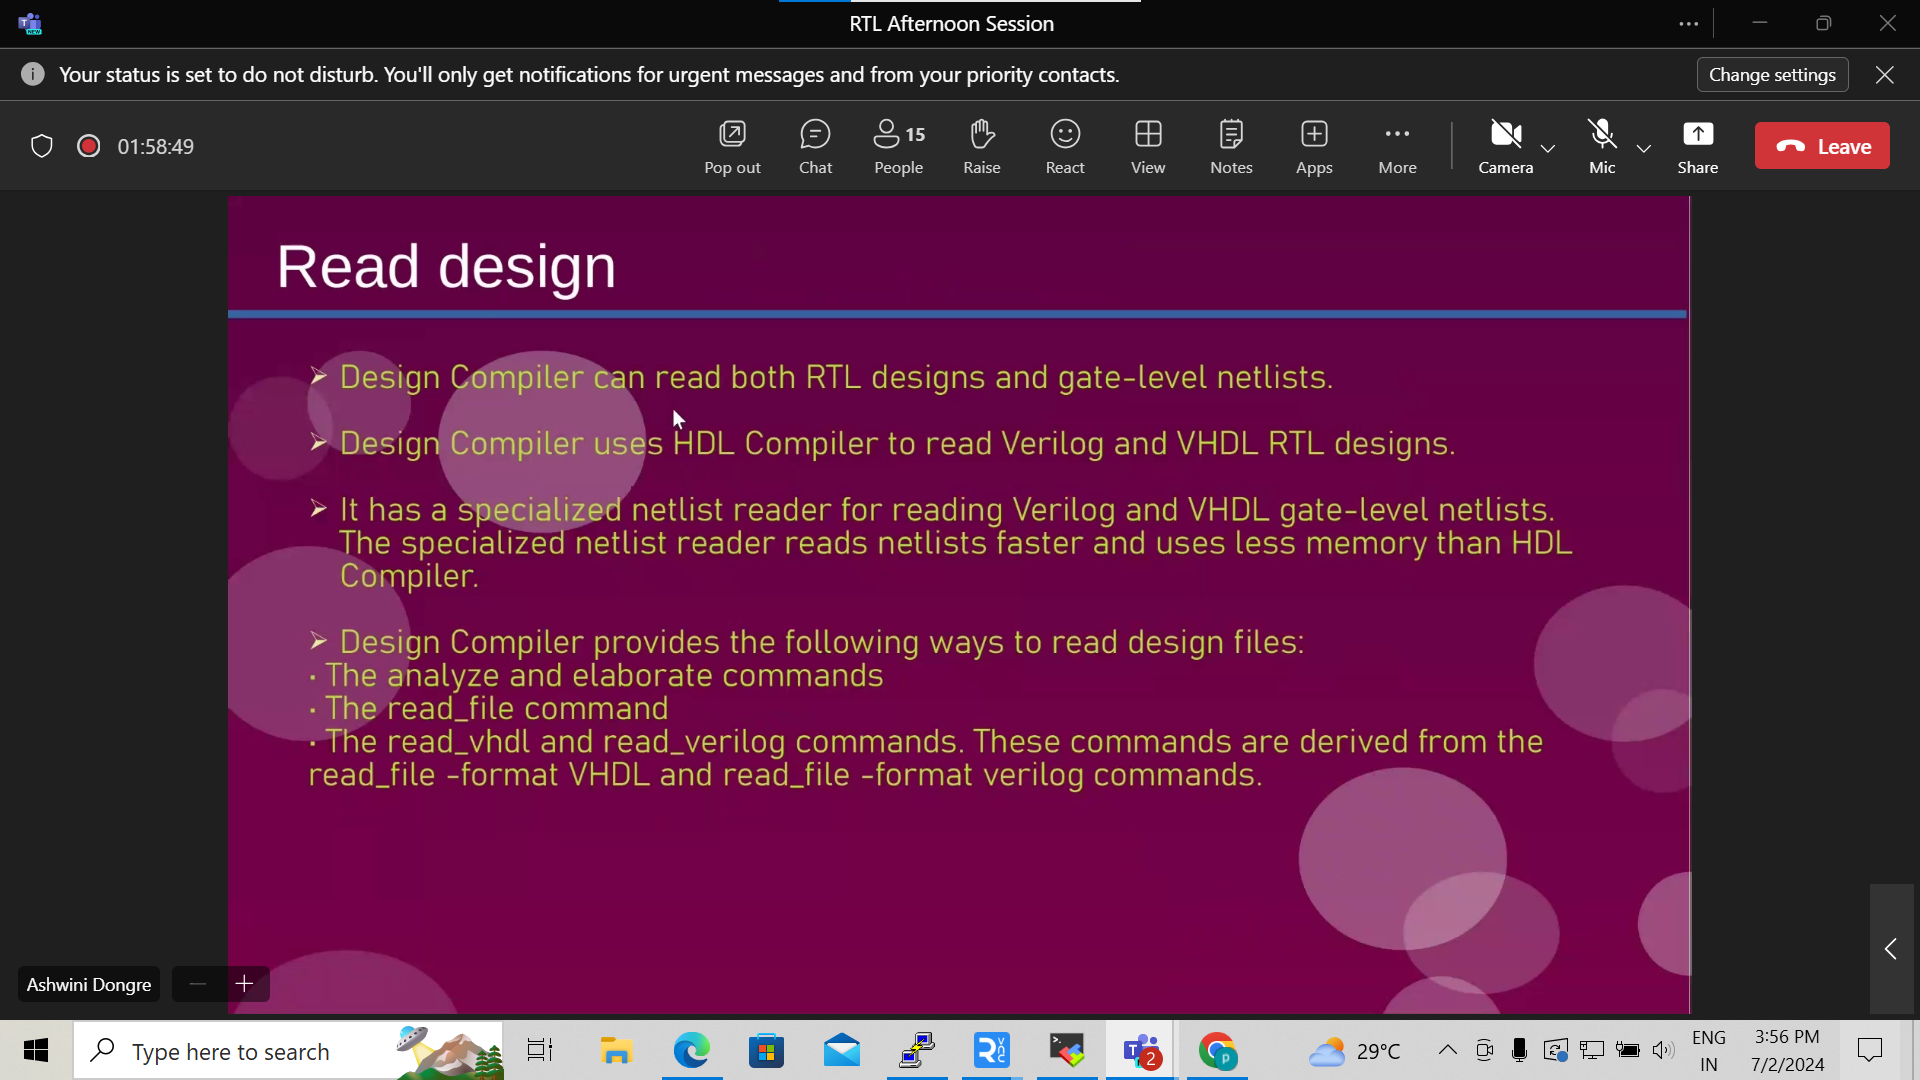 RTL Afternoon Session
Your status is set to do not disturb. You'll only get notifications for urgent messages and from your priority contacts.
Change settings
01:58:49
Pop out
Chat
15
People
Raise
React
View
Notes
Apps
More
Camera
Mic
Share
Leave
Read design
➢ Design Compiler can read both RTL designs and gate-level netlists.
➢ Design Compiler uses HDL Compiler to read Verilog and VHDL RTL designs.
➢ It has a specialized netlist reader for reading Verilog and VHDL gate-level netlists.
The specialized netlist reader reads netlists faster and uses less memory than HDL
Compiler.
➢ Design Compiler provides the following ways to read design files:
· The analyze and elaborate commands
· The read_file command
· The read_vhdl and read_verilog commands. These commands are derived from the
read_file -format VHDL and read_file -format verilog commands.
Ashwini Dongre
Type here to search
2
p
29°C
ENG
IN
3:56 PM
7/2/2024